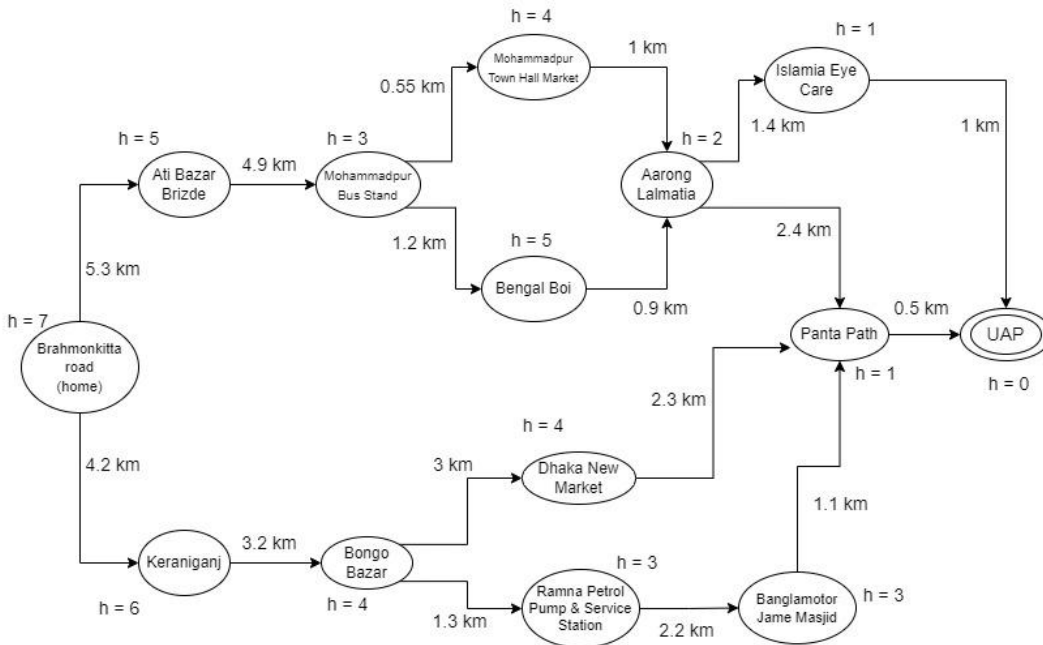 h = 4
Mohammadpur
Town Hall Market
1 km
h = 1
Islamia Eye
Care
0.55 km
1.4 km
1 km
h = 5
Ati Bazar
Brizde
4.9 km
h = 3
Mohammadpur
Bus Stand
h = 2
Aarong
Lalmatia
1.2 km
h = 5
Bengal Boi
0.9 km
2.4 km
5.3 km
h = 7
Brahmonkitta
road
(home)
Panta Path
h = 1
0.5 km
UAP
h = 0
4.2 km
2.3 km
h = 4
Dhaka New
Market
3 km
1.1 km
Keraniganj
h = 6
3.2 km
Bongo
Bazar
h = 4
1.3 km
h = 3
Ramna Petrol
Pump & Service
Station
2.2 km
Banglamotor
Jame Masjid
h = 3